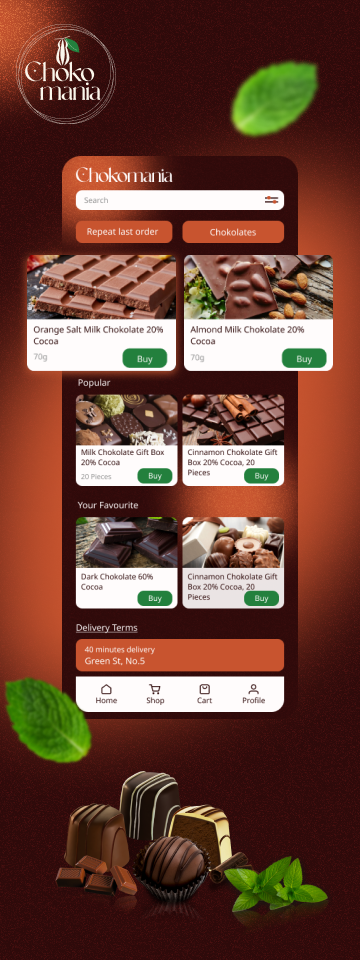 Choko
mania
Chokomania
Search
Repeat last order
Chokolates
Orange Salt Milk Chokolate 20%
Cocoa
70g
Buy
Almond Milk Chokolate 20%
Cocoa
70g
Buy
Popular
Milk Chocolate Gift Box
20% Cocoa
20 Pieces
Buy
Cinnamon Chokolate Gift
Box 20% Cocoa, 20
Pieces
Buy
Your Favourite
Dark Chokolate 60%
Cocoa
Buy
Cinnamon Chokolate Gift
Box 20% Cocoa, 20
Pieces
Buy
Delivery Terms
40 minutes delivery
Green St, No.5
Home
Shop
Cart
Profile